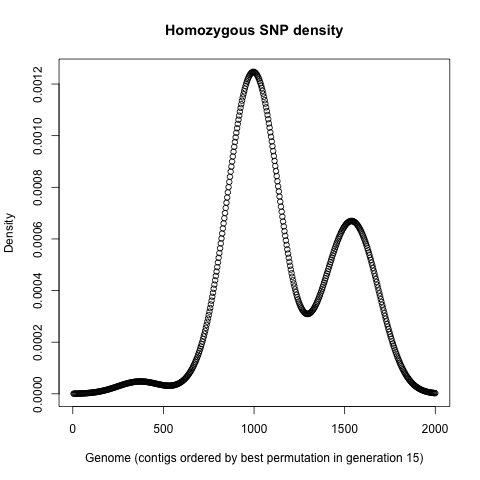 Homozygous SNP density
Density
0.0012
0.0010
0.0008
0.0006
0.0004
0.0002
0.0000
0 500 1000 1500 2000
Genome (contigs ordered by best permutation in generation 15)